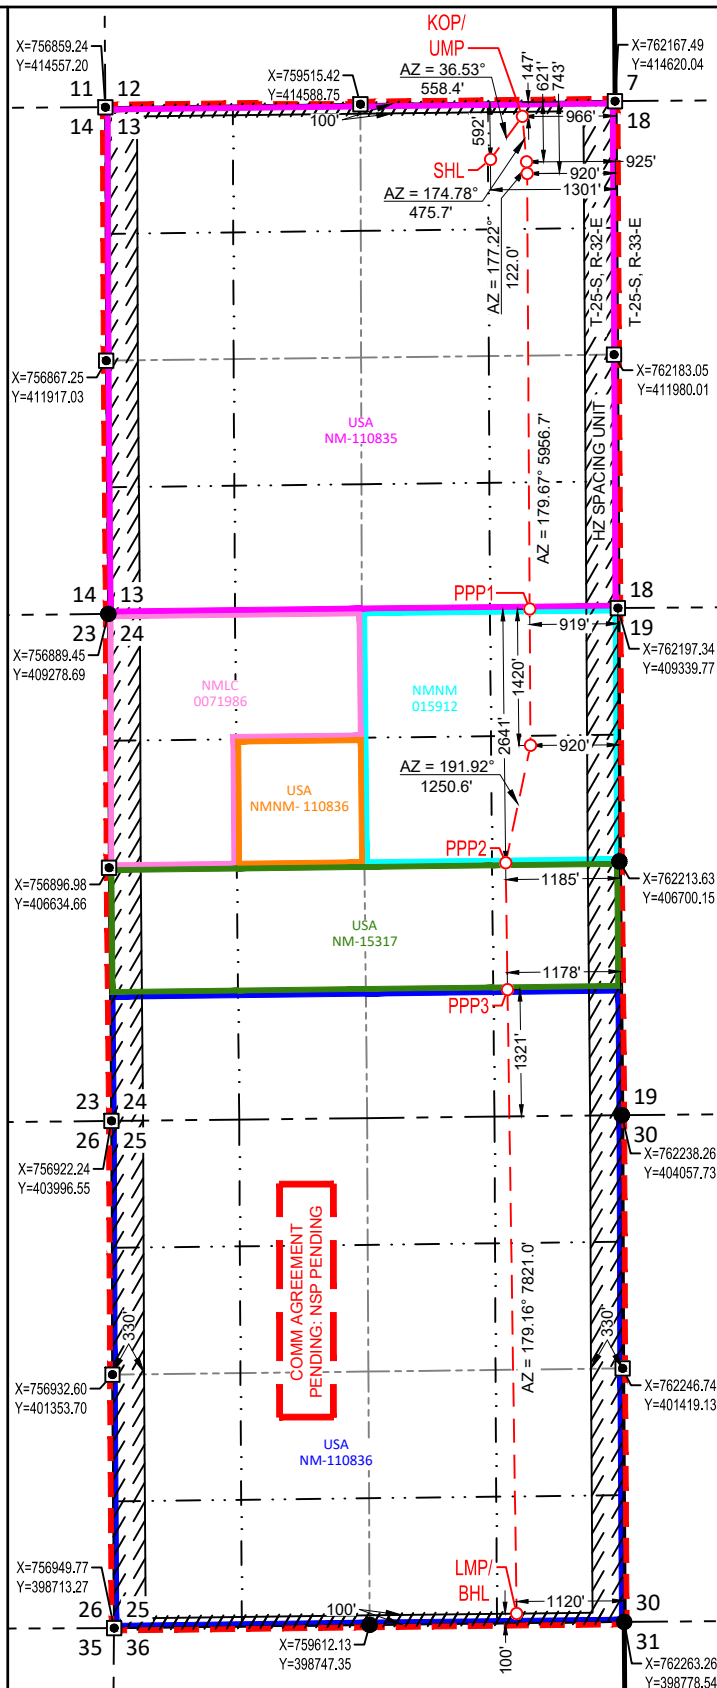 KOP/
UMP
X=756859.24
Y=414557.20
X=759515.42
Y=414588.75
X=762167.49
Y=414620.04
AZ = 36.53°
558.4'
147'
621'
743'
11 12
14 13
7
18
100'
592'
966'
SHL
925'
920'
1301'
AZ = 174.78°
475.7'
AZ = 177.22°
122.0'
T-25-S, R-32-E
T-25-S, R-33-E
X=756867.25
Y=411917.03
X=762183.05
Y=411980.01
USA
NM-110835
AZ = 179.67° 5956.7'
HZ SPACING UNIT
PPP1
14 13
23 24
18
19
919'
X=756889.45
Y=409278.69
X=762197.34
Y=409339.77
NMLC
0071986
NMNM
015912
1420'
2641'
920'
USA
NMNM- 110836
AZ = 191.92°
1250.6'
PPP2
X=756896.98
Y=406634.66
1185'
X=762213.63
Y=406700.15
USA
NM-15317
1178'
PPP3
1321'
23 24
26 25
19
30
X=756922.24
Y=403996.55
X=762238.26
Y=404057.73
COMM AGREEMENT
PENDING: NSP PENDING
AZ = 179.16° 7821.0'
330'
330'
X=756932.60
Y=401353.70
X=762246.74
Y=401419.13
USA
NM-110836
X=756949.77
Y=398713.27
LMP/
BHL
1120'
100'
26 25
35 36
30
31
X=759612.13
Y=398747.35
100'
X=762263.26
Y=398778.54